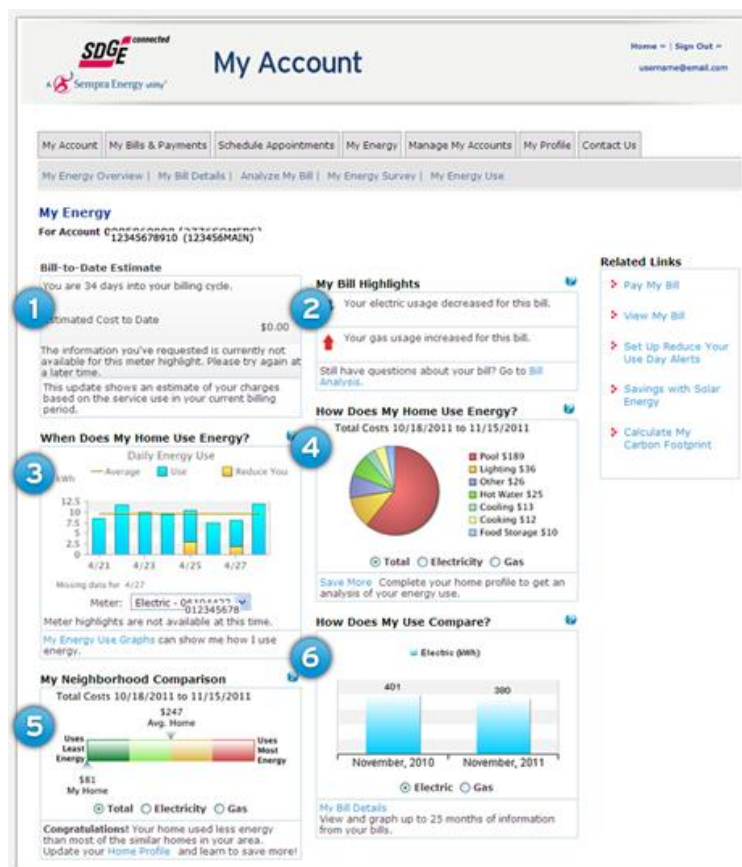 SDGE connected
A Sempra Energy utility®
My Account
Home | Sign Out
username@email.com
My Account My Bills & Payments Schedule Appointments My Energy Manage My Accounts My Profile Contact Us
My Energy Overview | My Bill Details | Analyze My Bill | My Energy Survey | My Energy Use
My Energy
For Account
12345678910 (123456MAIN)
Bill-to-Date Estimate
1
You are 34 days into your billing cycle.
Estimated Cost to Date
$0.00
The information you've requested is currently not
available for this meter highlight. Please try again at
a later time.
This update shows an estimate of your charges
based on the service use in your current billing
period.
My Bill Highlights
2
Your electric usage decreased for this bill.
Your gas usage increased for this bill.
Still have questions about your bill? Go to Bill
Analysis.
Related Links
Pay My Bill
View My Bill
Set Up Reduce Your
Use Day Alerts
Savings with Solar
Energy
Calculate My
Carbon Footprint
When Does My Home Use Energy?
3
Daily Energy Use
kWh
Average Use Reduce You
12.5
10
7.5
5
2.5
0
4/21 4/23 4/25 4/27
Missing data for 4/27
Meter: Electric -
012345678
Meter highlights are not available at this time.
My Energy Use Graphs can show me how I use
energy.
How Does My Home Use Energy?
4
Total Costs 10/18/2011 to 11/15/2011
Pool $189
Lighting $36
Other $26
Hot Water $25
Cooling $13
Cooking $12
Food Storage $10
Total Electricity Gas
Save More Complete your home profile to get an
analysis of your energy use.
My Neighborhood Comparison
5
Total Costs 10/18/2011 to 11/15/2011
$247
Avg. Home
Uses
Least
Energy
Uses
Most
Energy
$81
My Home
Total Electricity Gas
Congratulations! Your home used less energy
than most of the similar homes in your area.
Update your Home Profile and learn to save more!
How Does My Use Compare?
6
Electric (kWh)
401 380
November, 2010 November, 2011
Electric Gas
My Bill Details
View and graph up to 25 months of information
from your bills.